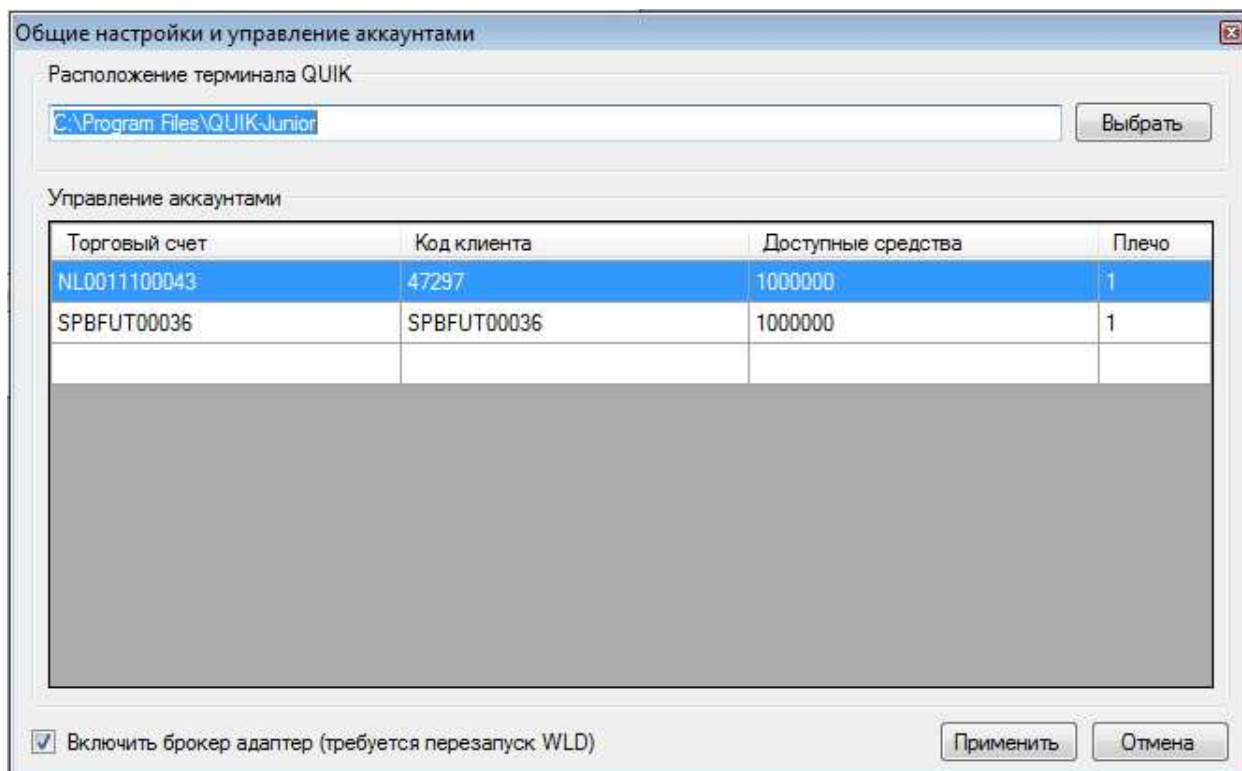 Общие настройки и управление аккаунтами
Расположение терминала QUIK
C:\Program Files\QUIK-Junior
Выбрать
Управление аккаунтами
Торговый счет Код клиента Доступные средства Плечо
NL0011100043 47297 1000000 1
SPBFUT00036 SPBFUT00036 1000000 1
Включить брокер адаптер (требуется перезапуск WLD) Применить Отмена